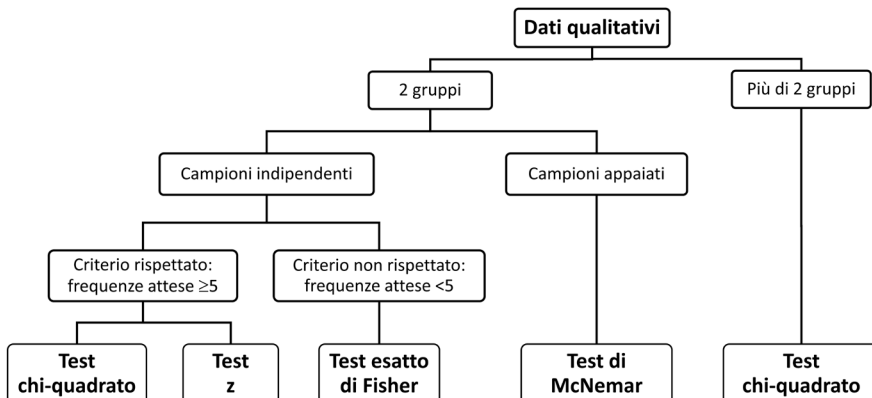 Dati qualitativi
2 gruppi
Più di 2 gruppi
Campioni indipendenti
Campioni appaiati
Criterio rispettato:
frequenze attese ≥5
Criterio non rispettato:
frequenze attese <5
Test
chi-quadrato
Test
z
Test esatto
di Fisher
Test di
McNemar
Test
chi-quadrato